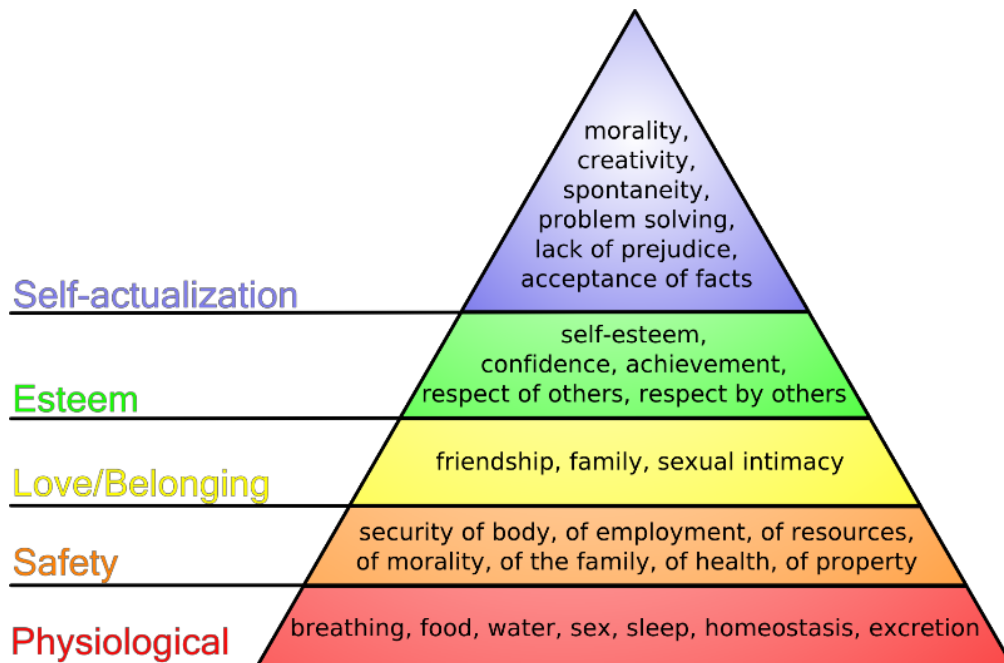 morality,
creativity,
spontaneity,
problem solving,
lack of prejudice,
acceptance of facts
Self-actualization
self-esteem,
confidence, achievement,
respect of others, respect by others
Esteem
friendship, family, sexual intimacy
Love/Belonging
security of body, of employment, of resources,
of morality, of the family, of health, of property
Safety
breathing, food, water, sex, sleep, homeostasis, excretion
Physiological